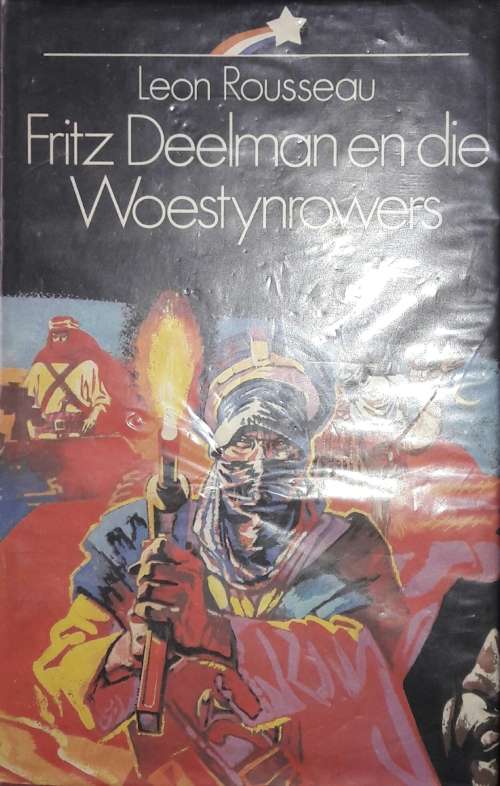 Leon Rousseau
Fritz Deelman en die
Woestynrowers